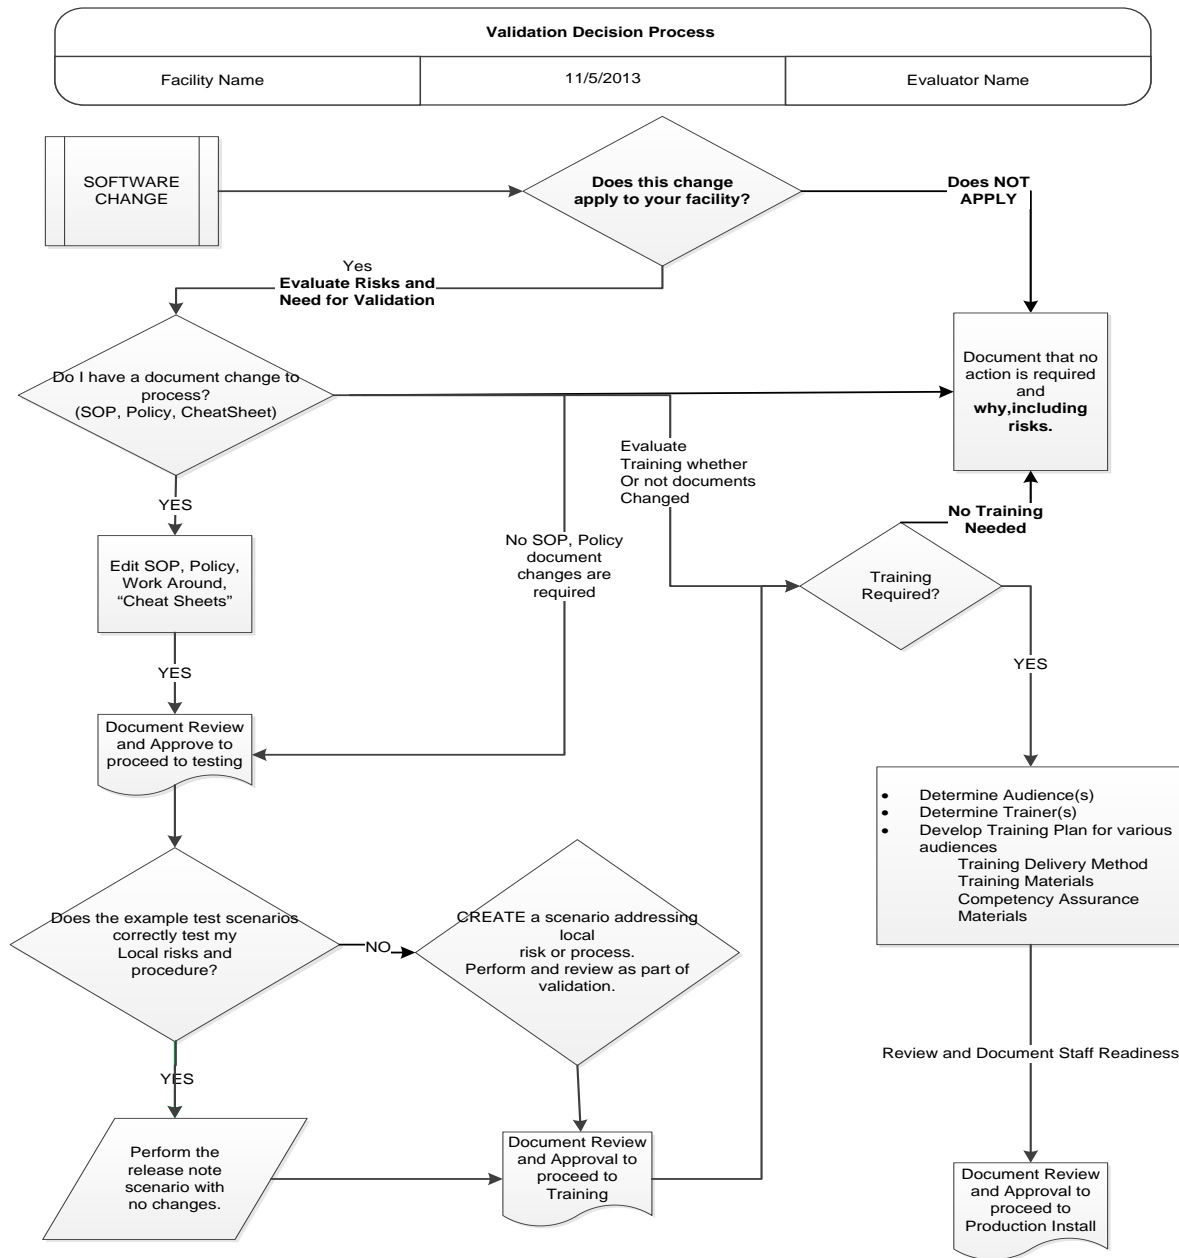 Validation Decision Process
Facility Name
11/5/2013
Evaluator Name
SOFTWARE
CHANGE
Does this change
apply to your facility?
Does NOT
APPLY
Yes
Evaluate Risks and
Need for Validation
Do I have a document change to
process?
(SOP, Policy, CheatSheet)
Document that no
action is required
and
why,including
risks.
Evaluate
Training whether
Or not documents
Changed
YES
No Training
Needed
No SOP, Policy
document
changes are
required
Edit SOP, Policy,
Work Around,
“Cheat Sheets”
Training
Required?
YES
YES
Document Review
and Approve to
proceed to testing
• Determine Audience(s)
• Determine Trainer(s)
• Develop Training Plan for various
audiences
Training Delivery Method
Training Materials
Competency Assurance
Materials
Does the example test scenarios
correctly test my
Local risks and
procedure?
NO
CREATE a scenario addressing
local
risk or process.
Perform and review as part of
validation.
Review and Document Staff Readiness
YES
Perform the
release note
scenario with
no changes.
Document Review
and Approval to
proceed to
Training
Document Review
and Approval to
proceed to
Production Install